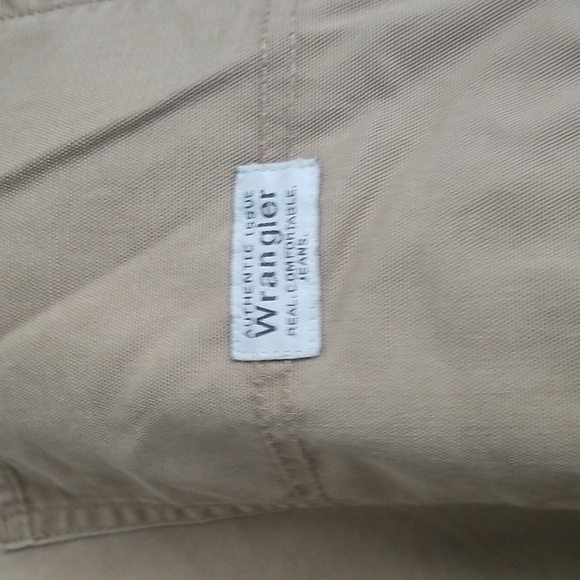 AUTHENTIC ISSUE
Wrangler
REAL. COMFORTABLE.
JEANS.